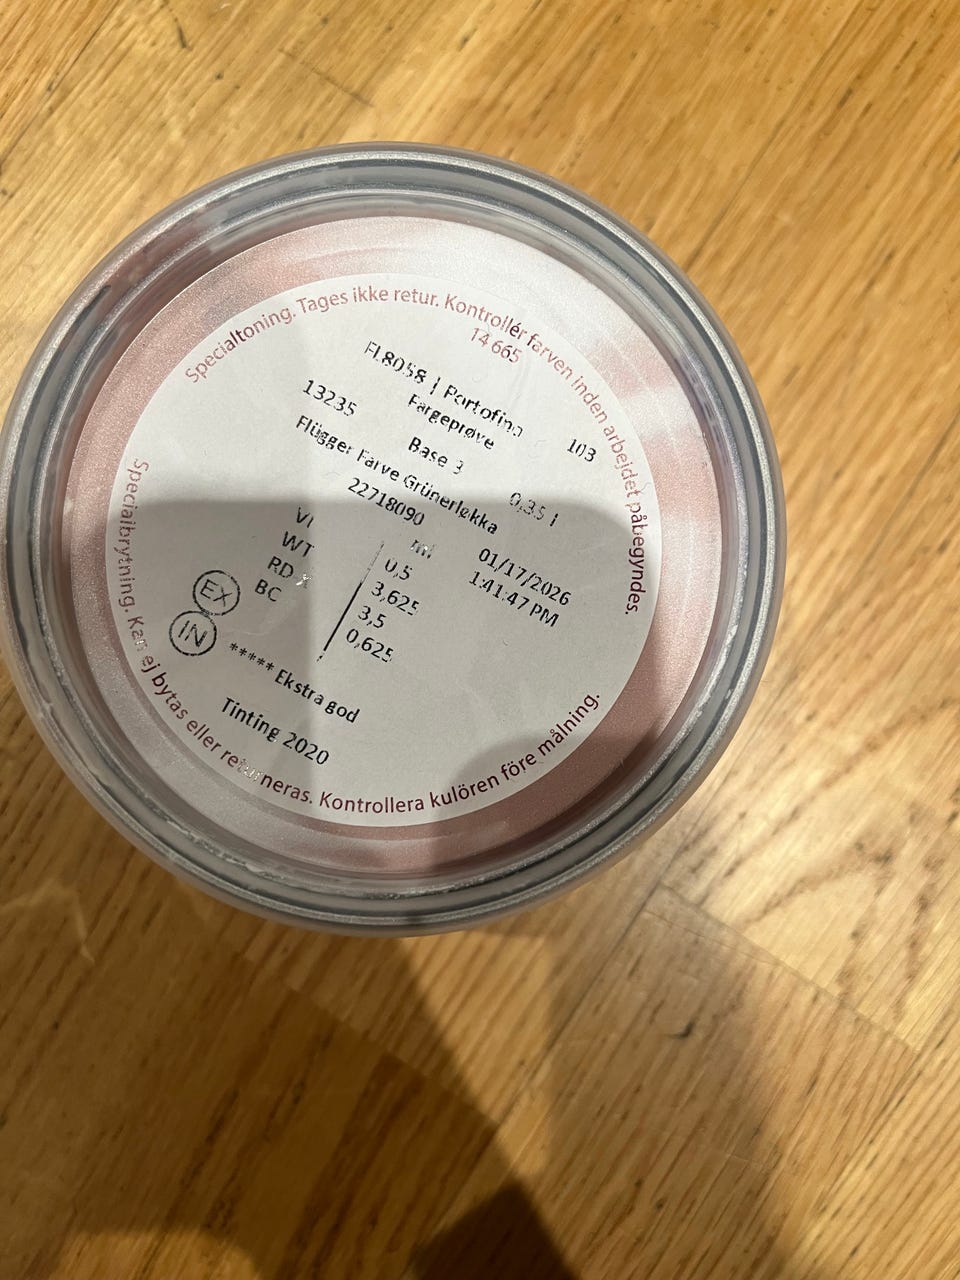 Specialtoning. Tages ikke retur. Kontrollér farven inden arbejdet påbegyndes.
14 665
FL8058 | Portofino
13235 Fargeprøve 103
Base 3
Flügger Farve Grünerløkka 0,35 l
22718090
ml 01/17/2026
1:41:47 PM
0,5
WT 3,625
RD 3,5
BC 0,625
EX
IN
***** Ekstra god
Tinting 2020
Specialbrytning. Kan ej bytas eller returneras. Kontrollera kulören före målning.